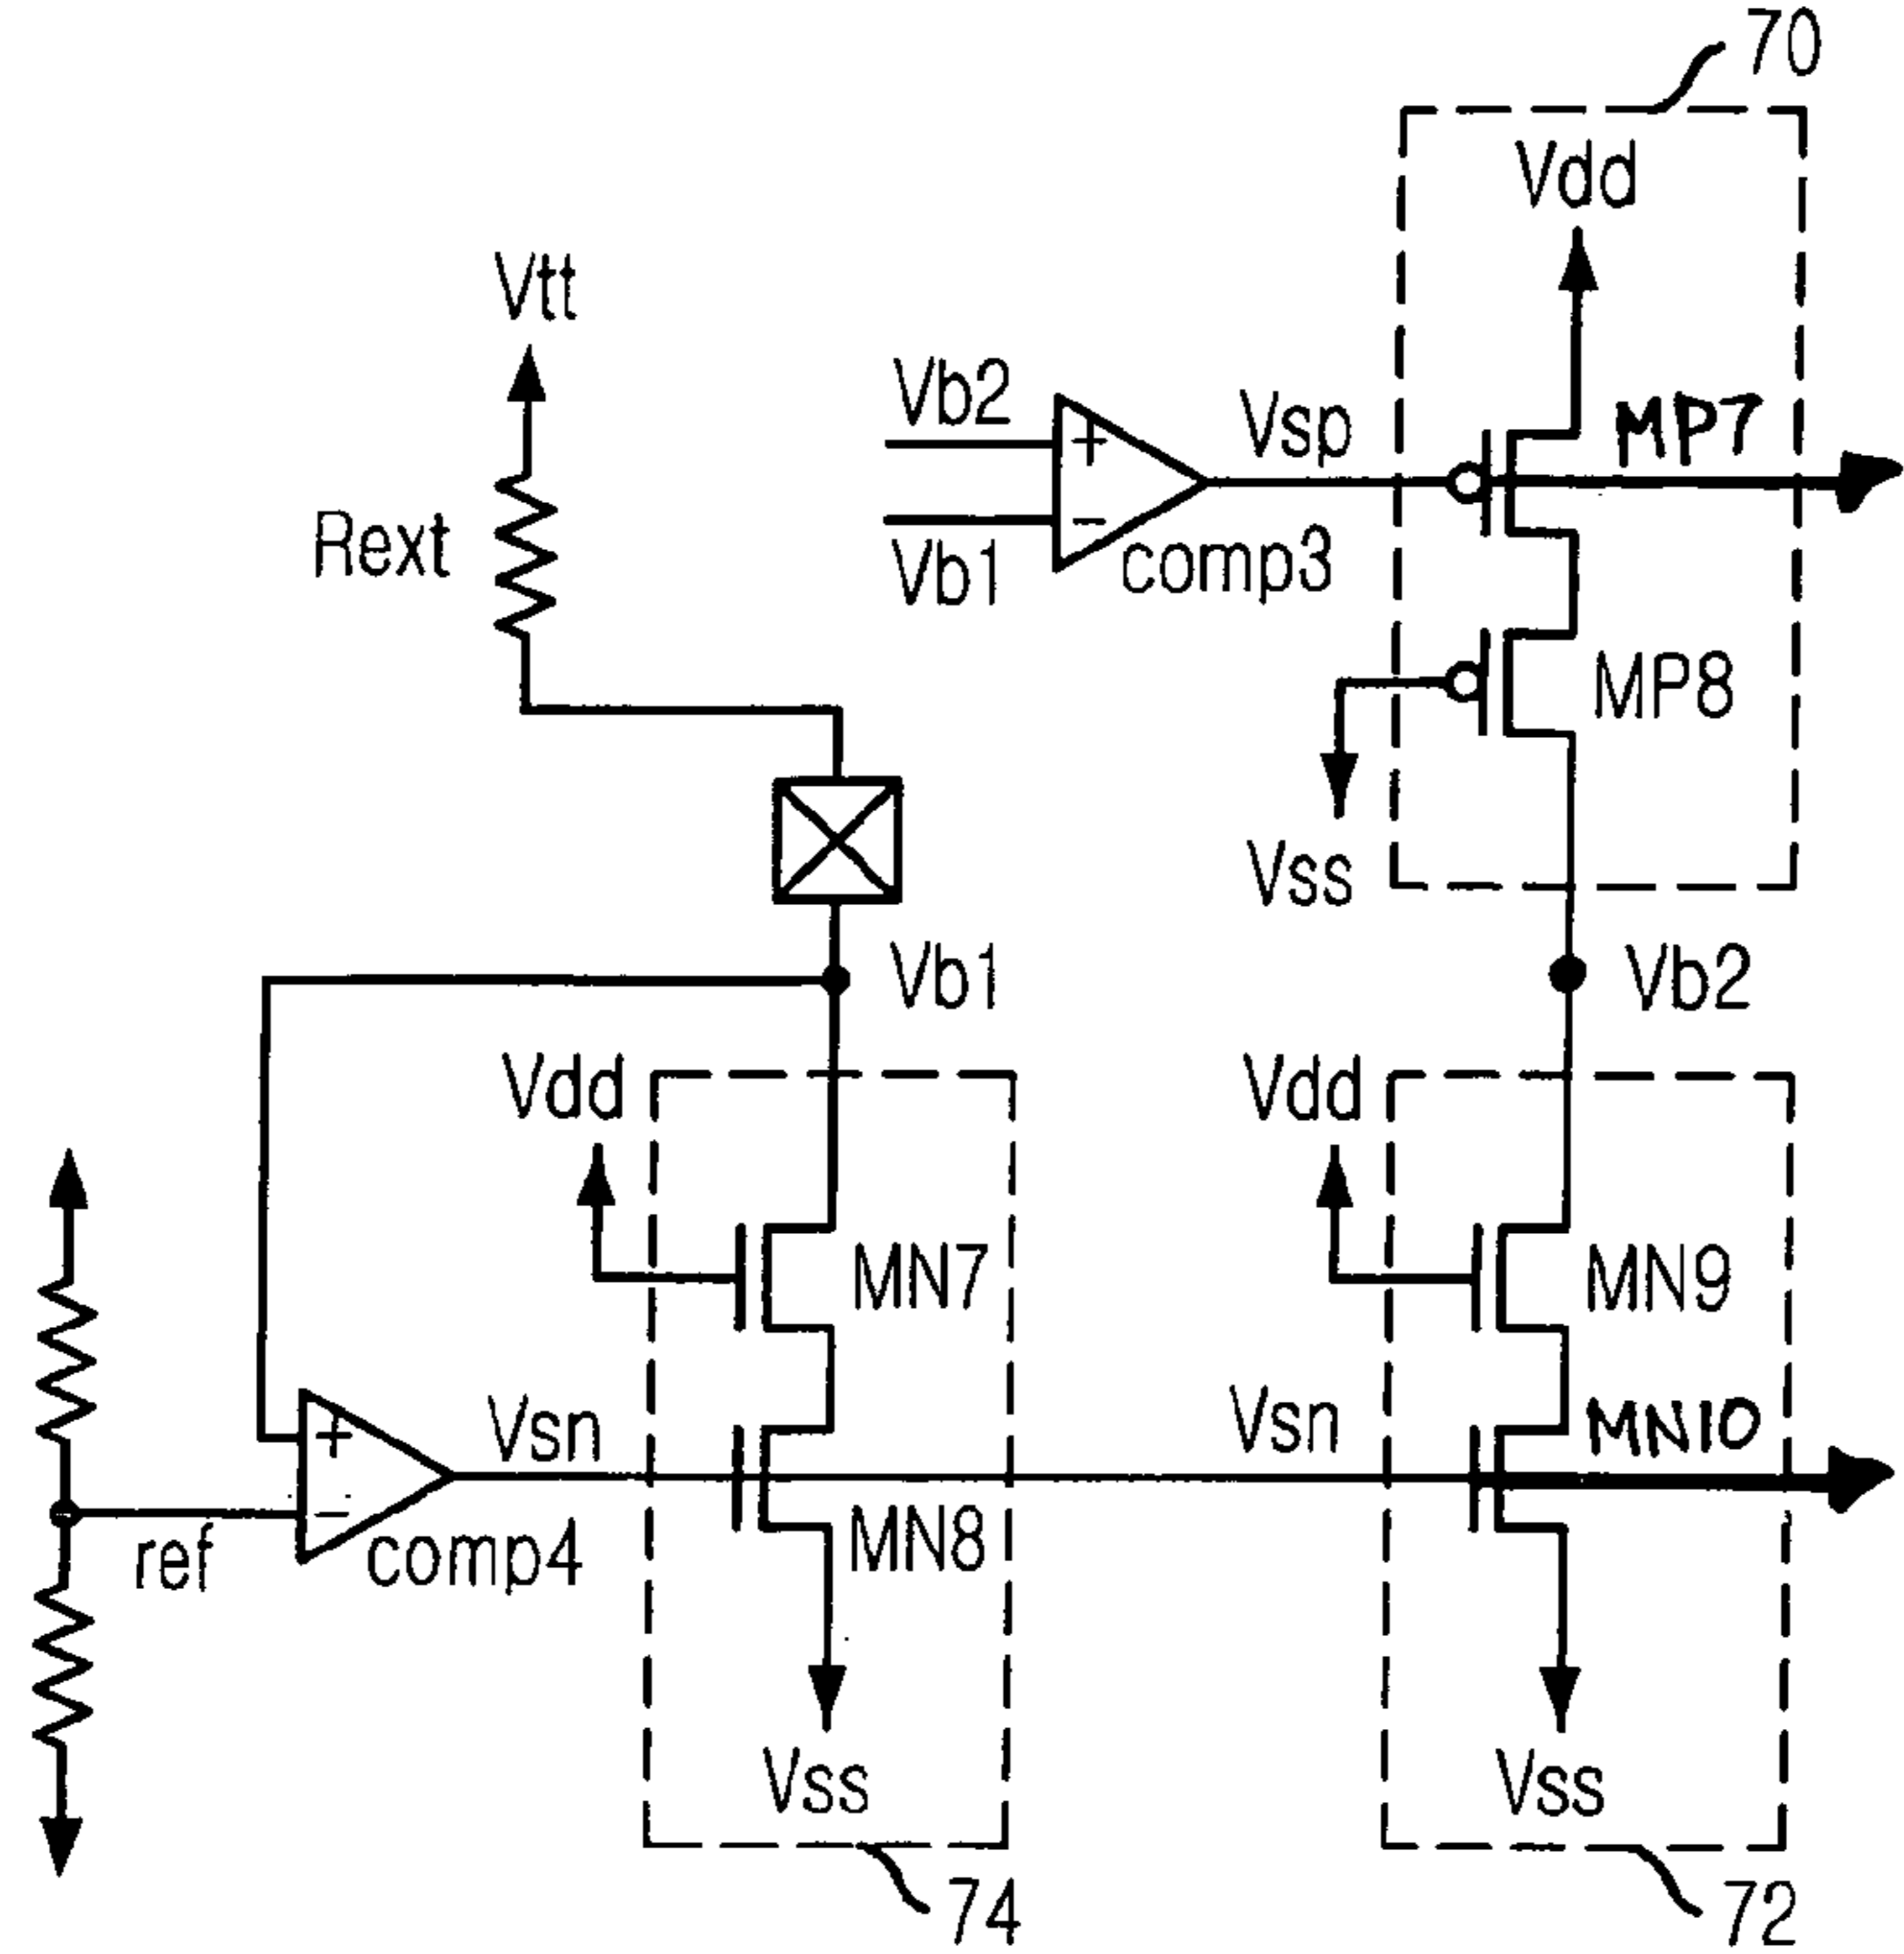 70
Vdd
Vtt
Vb2
+
Vsp
MP7
Rext
−
Vb1
comp3
MP8
Vss
Vb1
Vb2
Vdd
Vdd
MN7
MN9
Vsn
Vsn
MN10
+
−
ref
comp4
MN8
Vss
Vss
74
72